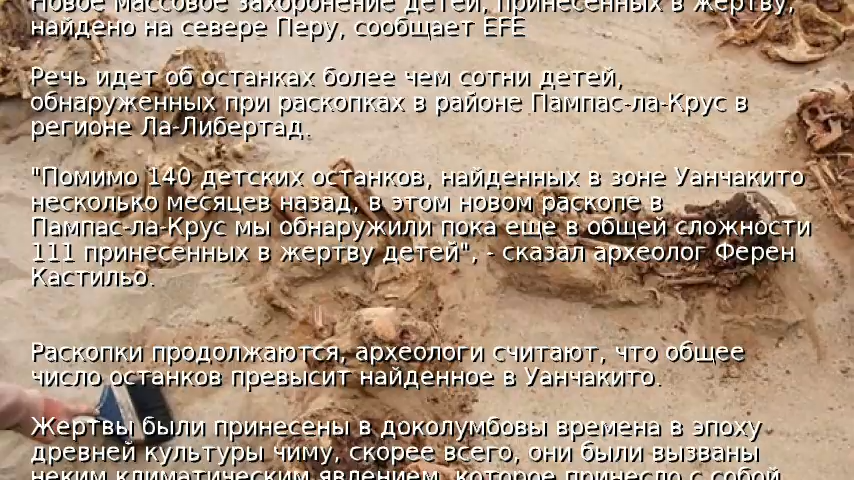 Новое массовое захоронение детей, принесенных в жертву,
найдено на севере Перу, сообщает EFE
Речь идет об останках более чем сотни детей,
обнаруженных при раскопках в районе Пампас-ла-Крус в
регионе Ла-Либертад.
"Помимо 140 детских останков, найденных в зоне Уанчакито
несколько месяцев назад, в этом новом раскопе в
Пампас-ла-Крус мы обнаружили пока еще в общей сложности
111 принесенных в жертву детей", - сказал археолог Ферен
Кастильо.
Раскопки продолжаются, археологи считают, что общее
число останков превысит найденное в Уанчакито.
Жертвы были принесены в доколумбовы времена в эпоху
древней культуры чиму, скорее всего, они были вызваны
неким климатическим явлением, которое принесло с собой